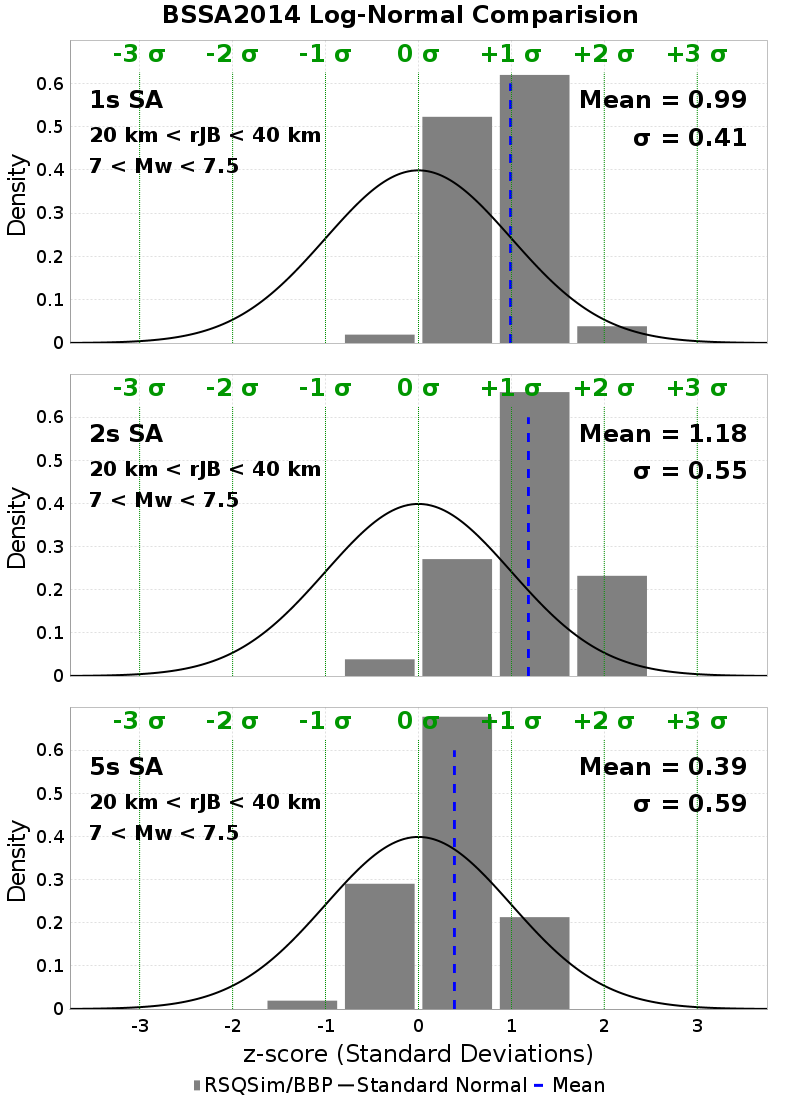 BSSA2014 Log-Normal Comparision
-3 σ -2 σ -1 σ 0 σ +1 σ +2 σ +3 σ
0.6
1s SA Mean = 0.99
0.5
20 km < rJB < 40 km σ = 0.41
7 < Mw < 7.5
0.4
0.3
0.2
0.1
0
Density
-3 σ -2 σ -1 σ 0 σ +1 σ +2 σ +3 σ
0.6
2s SA Mean = 1.18
0.5
20 km < rJB < 40 km σ = 0.55
7 < Mw < 7.5
0.4
0.3
0.2
0.1
0
Density
-3 σ -2 σ -1 σ 0 σ +1 σ +2 σ +3 σ
0.6
5s SA Mean = 0.39
0.5
20 km < rJB < 40 km σ = 0.59
7 < Mw < 7.5
0.4
0.3
0.2
0.1
0
Density
-3 -2 -1 0 1 2 3
z-score (Standard Deviations)
RSQSim/BBP Standard Normal Mean